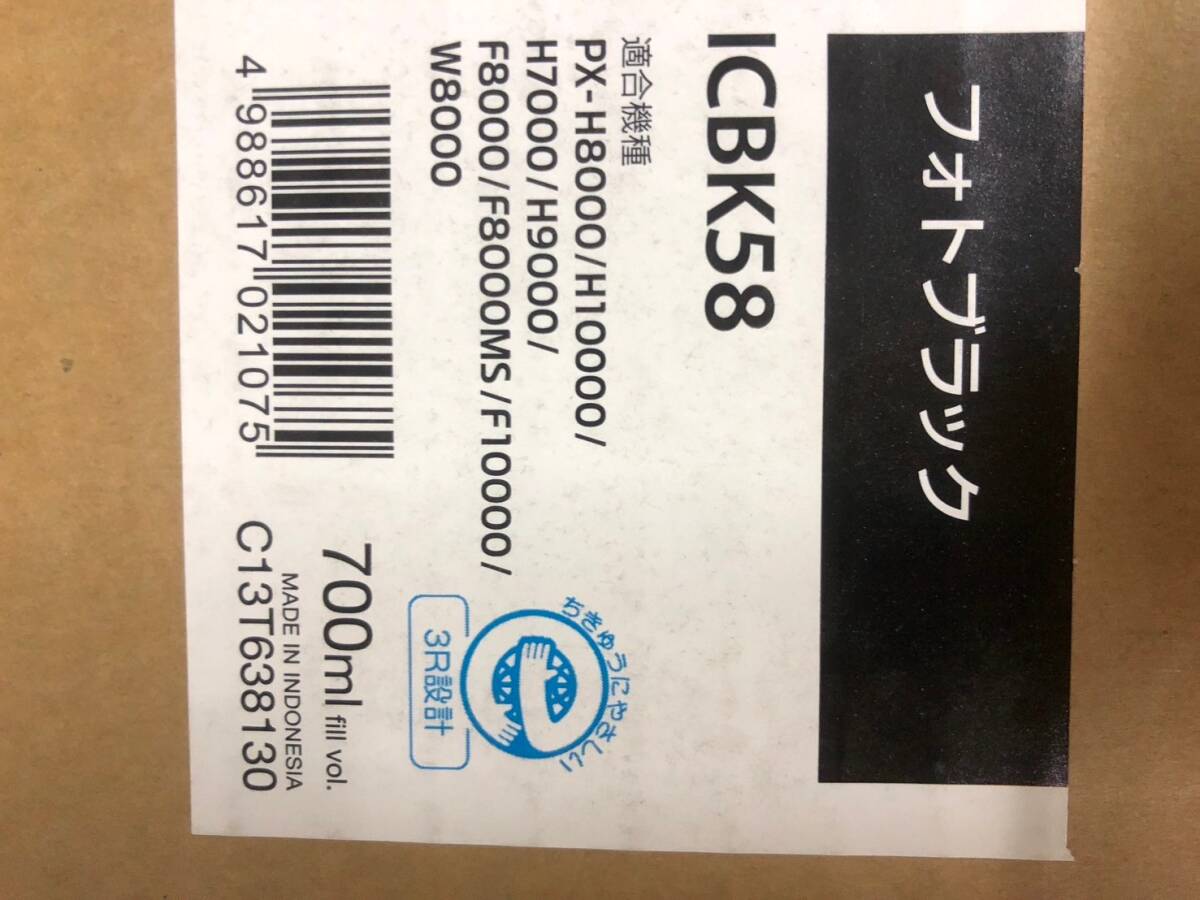 フォトブラック
ICBK58
適合機種
PX-H8000/H10000/
H7000/H9000/
F8000/F8000MS/F10000/
W8000
ちきゅうにやさしい
3R設計
4 988617 021075
700ml fill vol.
MADE IN INDONESIA
C13T638130